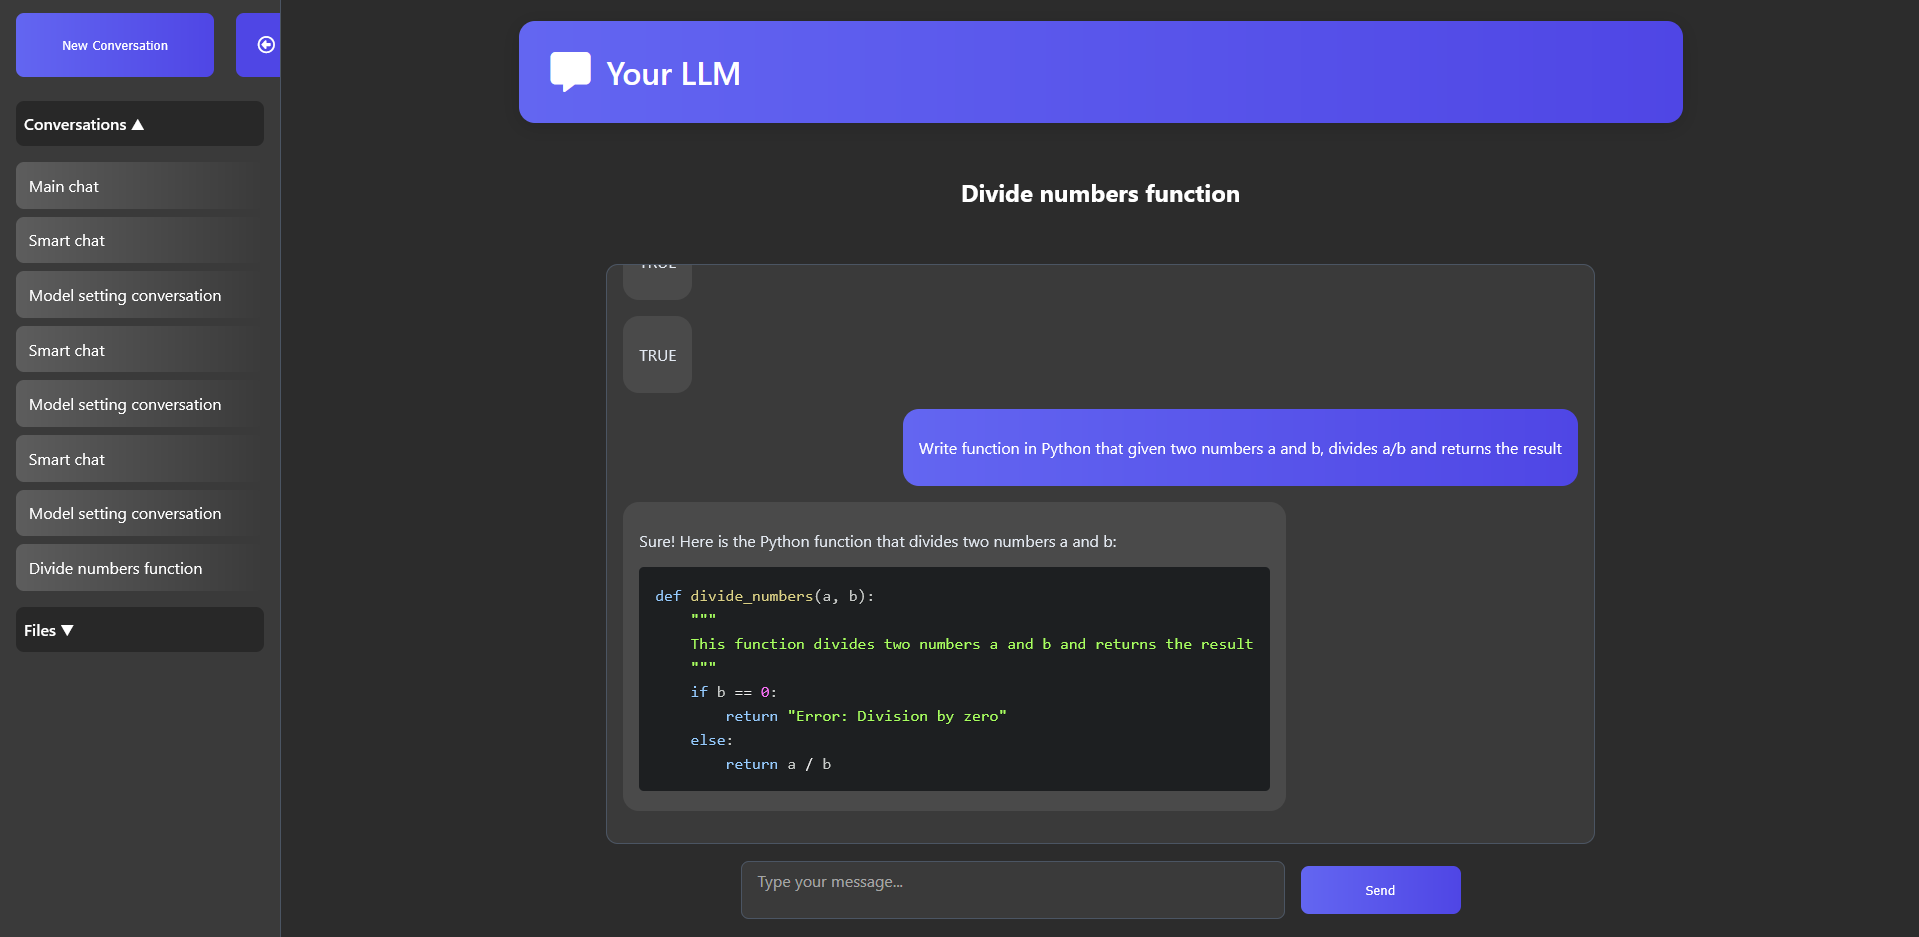 New Conversation
Conversations ▲
Main chat
Smart chat
Model setting conversation
Smart chat
Model setting conversation
Smart chat
Model setting conversation
Divide numbers function
Files ▼
Your LLM
Divide numbers function
TRUE
TRUE
Write function in Python that given two numbers a and b, divides a/b and returns the result
Sure! Here is the Python function that divides two numbers a and b:
def divide_numbers(a, b):
    """
    This function divides two numbers a and b and returns the result
    """
    if b == 0:
        return "Error: Division by zero"
    else:
        return a / b
Type your message...
Send